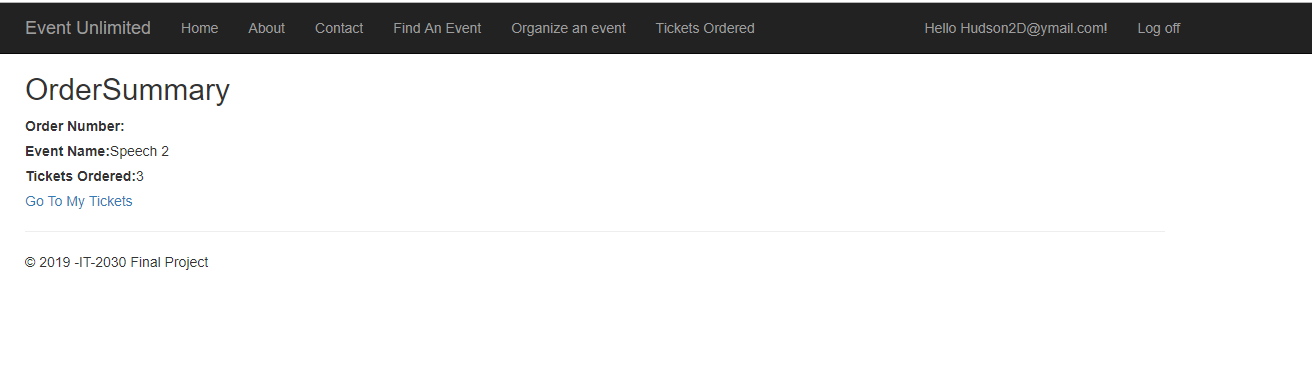 Event Unlimited Home About Contact Find An Event Organize an event Tickets Ordered Hello Hudson2D@ymail.com! Log off
OrderSummary
Order Number:
Event Name:Speech 2
Tickets Ordered:3
Go To My Tickets
© 2019 -IT-2030 Final Project